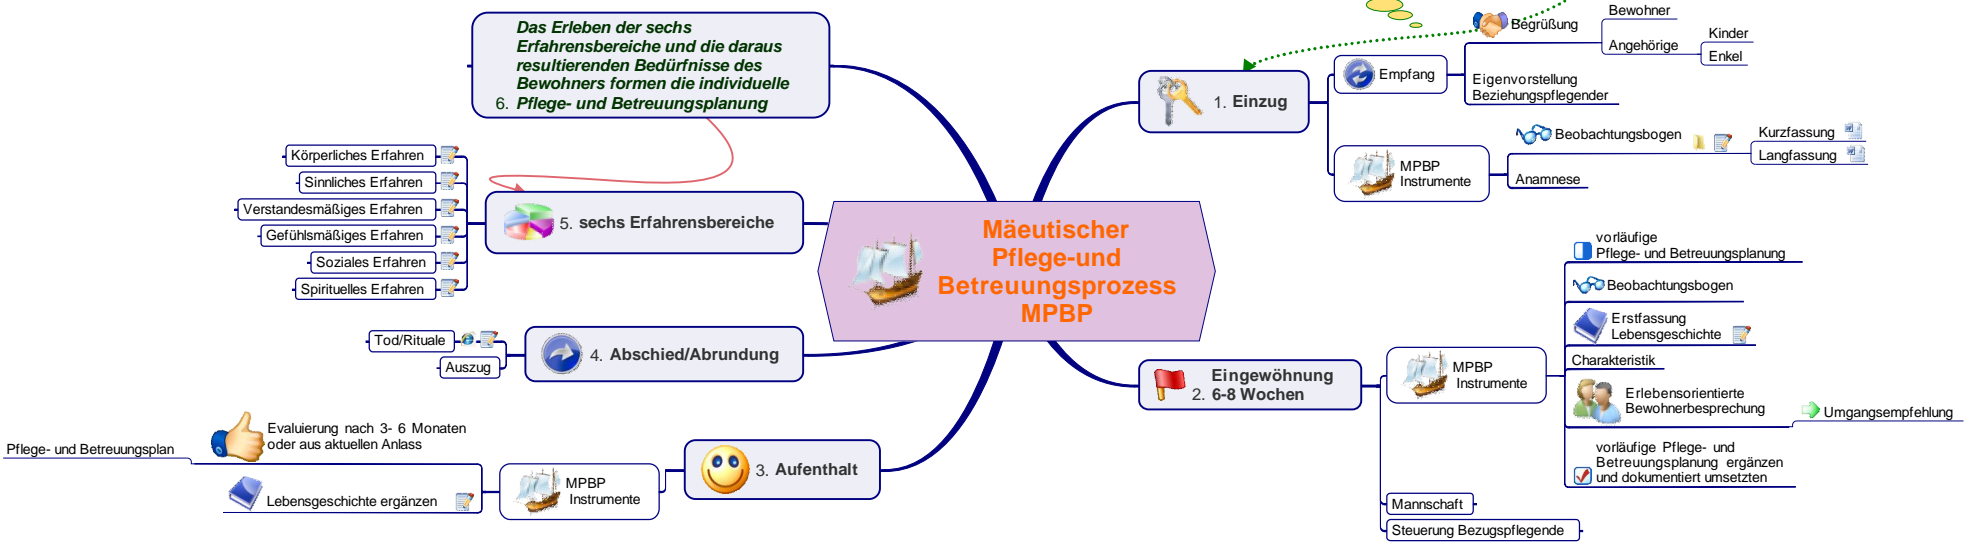 Mäeutischer
Pflege-und
Betreuungsprozess
MPBP
1. Einzug
Empfang
Begrüßung
Bewohner
Angehörige
Kinder
Enkel
Eigenvorstellung
Beziehungspflegender
MPBP
Instrumente
Beobachtungsbogen
Kurzfassung
Langfassung
Anamnese
Eingewöhnung
2. 6-8 Wochen
MPBP
Instrumente
vorläufige
Pflege- und Betreuungsplanung
Beobachtungsbogen
Erstfassung
Lebensgeschichte
Charakteristik
Erlebensorientierte
Bewohnerbesprechung
Umgangsempfehlung
vorläufige Pflege- und
Betreuungsplanung ergänzen
und dokumentiert umsetzten
Mannschaft
Steuerung Bezugspflegende
3. Aufenthalt
MPBP
Instrumente
Evaluierung nach 3- 6 Monaten
oder aus aktuellen Anlass
Pflege- und Betreuungsplan
Lebensgeschichte ergänzen
4. Abschied/Abrundung
Tod/Rituale
Auszug
5. sechs Erfahrensbereiche
Körperliches Erfahren
Sinnliches Erfahren
Verstandesmäßiges Erfahren
Gefühlsmäßiges Erfahren
Soziales Erfahren
Spirituelles Erfahren
Das Erleben der sechs
Erfahrensbereiche und die daraus
resultierenden Bedürfnisse des
Bewohners formen die individuelle
6. Pflege- und Betreuungsplanung